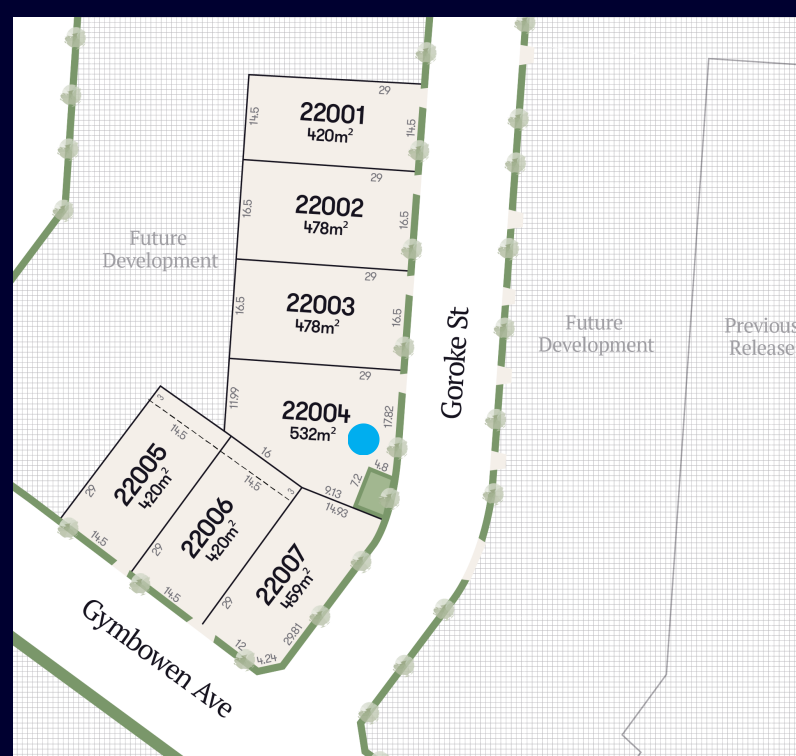 29
14.5
22001
420m²
14.5
29
16.5
22002
478m²
16.5
Future
Development
29
16.5
22003
478m²
16.5
Goroke St
Future
Development
Previous
Release
29
11.99
22004
532m²
17.82
3
14.5
16
4.8
7.2
9.13
14.93
29
22005
420m²
14.5
14.5
3
29
22006
420m²
14.5
29
22007
459m²
12
4.24
29.81
Gymbowen Ave